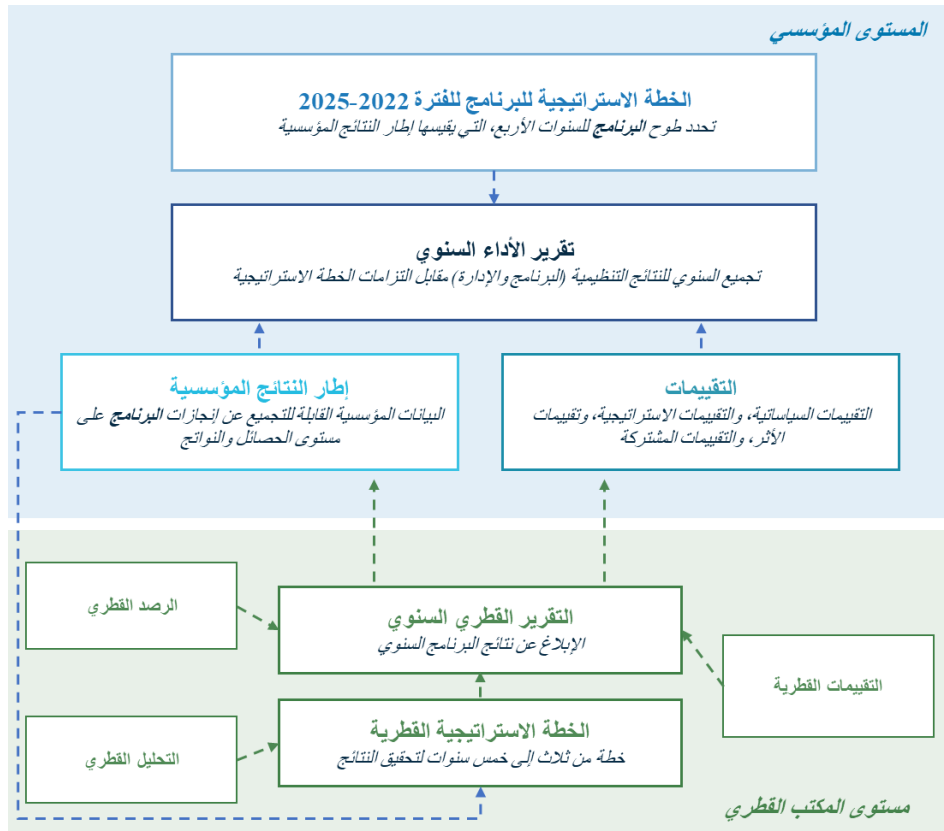 المستوى المؤسسي
الخطة الاستراتيجية للبرنامج للفترة 2022-2025
تحدد طوح البرنامج للسنوات الأربع، التي يقيسها إطار النتائج المؤسسية
تقرير الأداء السنوي
تجميع السنوي للنتائج التنظيمية (البرنامج والإدارة) مقابل التزامات الخطة الاستراتيجية
إطار النتائج المؤسسية
البيانات المؤسسية القابلة للتجميع عن إنجازات البرنامج على
مستوى الحصائل والنواتج
التقييمات
التقييمات السياساتية، والتقييمات الاستراتيجية، وتقييمات
الأثر، والتقييمات المشتركة
الرصد القطري
التقرير القطري السنوي
الإبلاغ عن نتائج البرنامج السنوي
التقييمات القطرية
الخطة الاستراتيجية القطرية
خطة من ثلاث إلى خمس سنوات لتحقيق النتائج
التحليل القطري
مستوى المكتب القطري